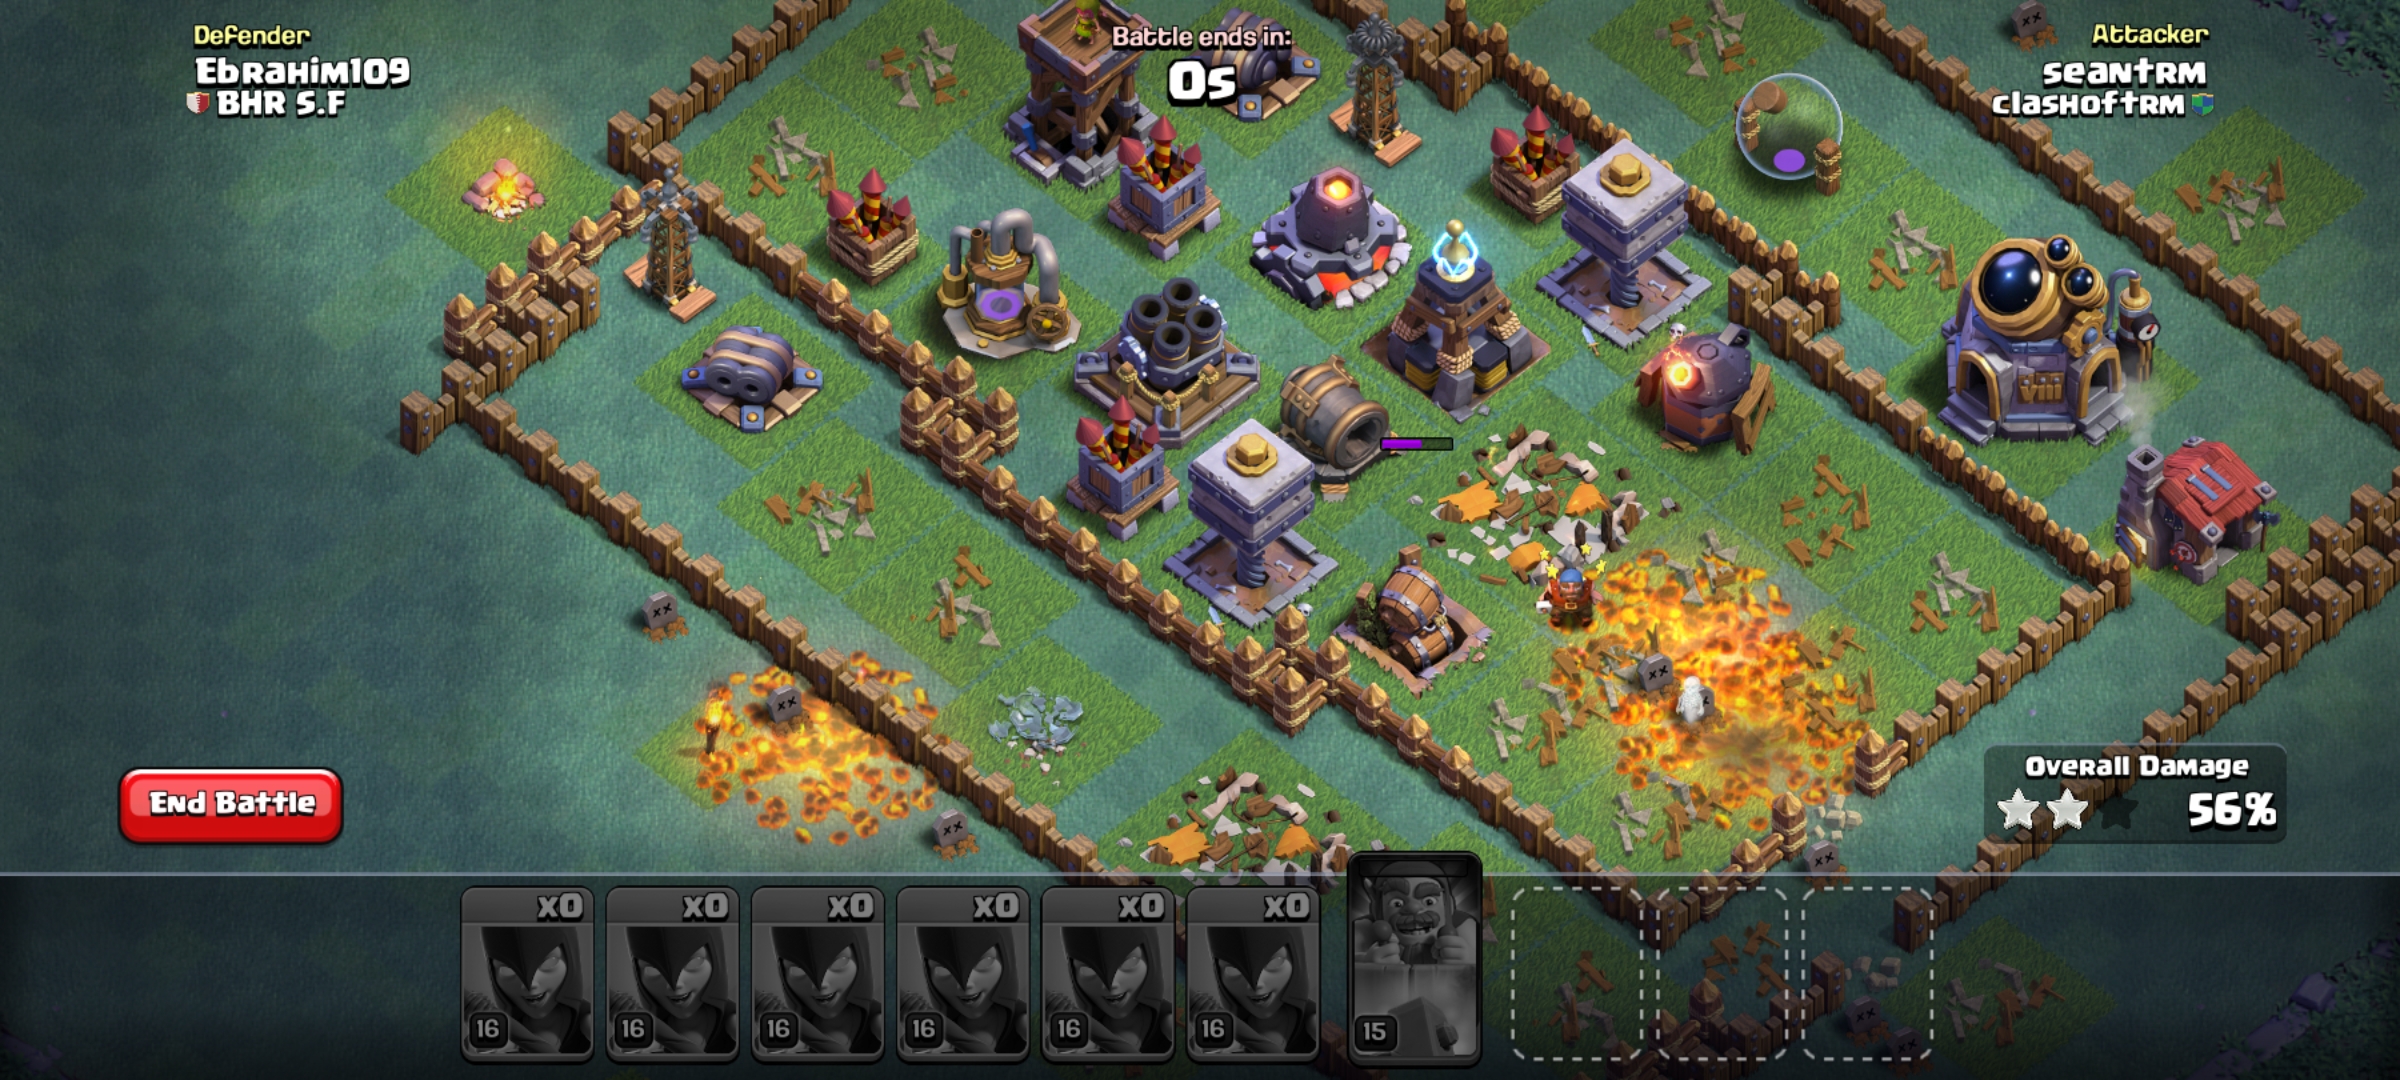 Defender
Ebrahim109
BHR S.F
Battle ends in:
0s
Attacker
seantRM
clashoftRM
VIII
End Battle
Overall Damage
56%
x0
x0
x0
x0
x0
x0
16
16
16
16
16
16
15